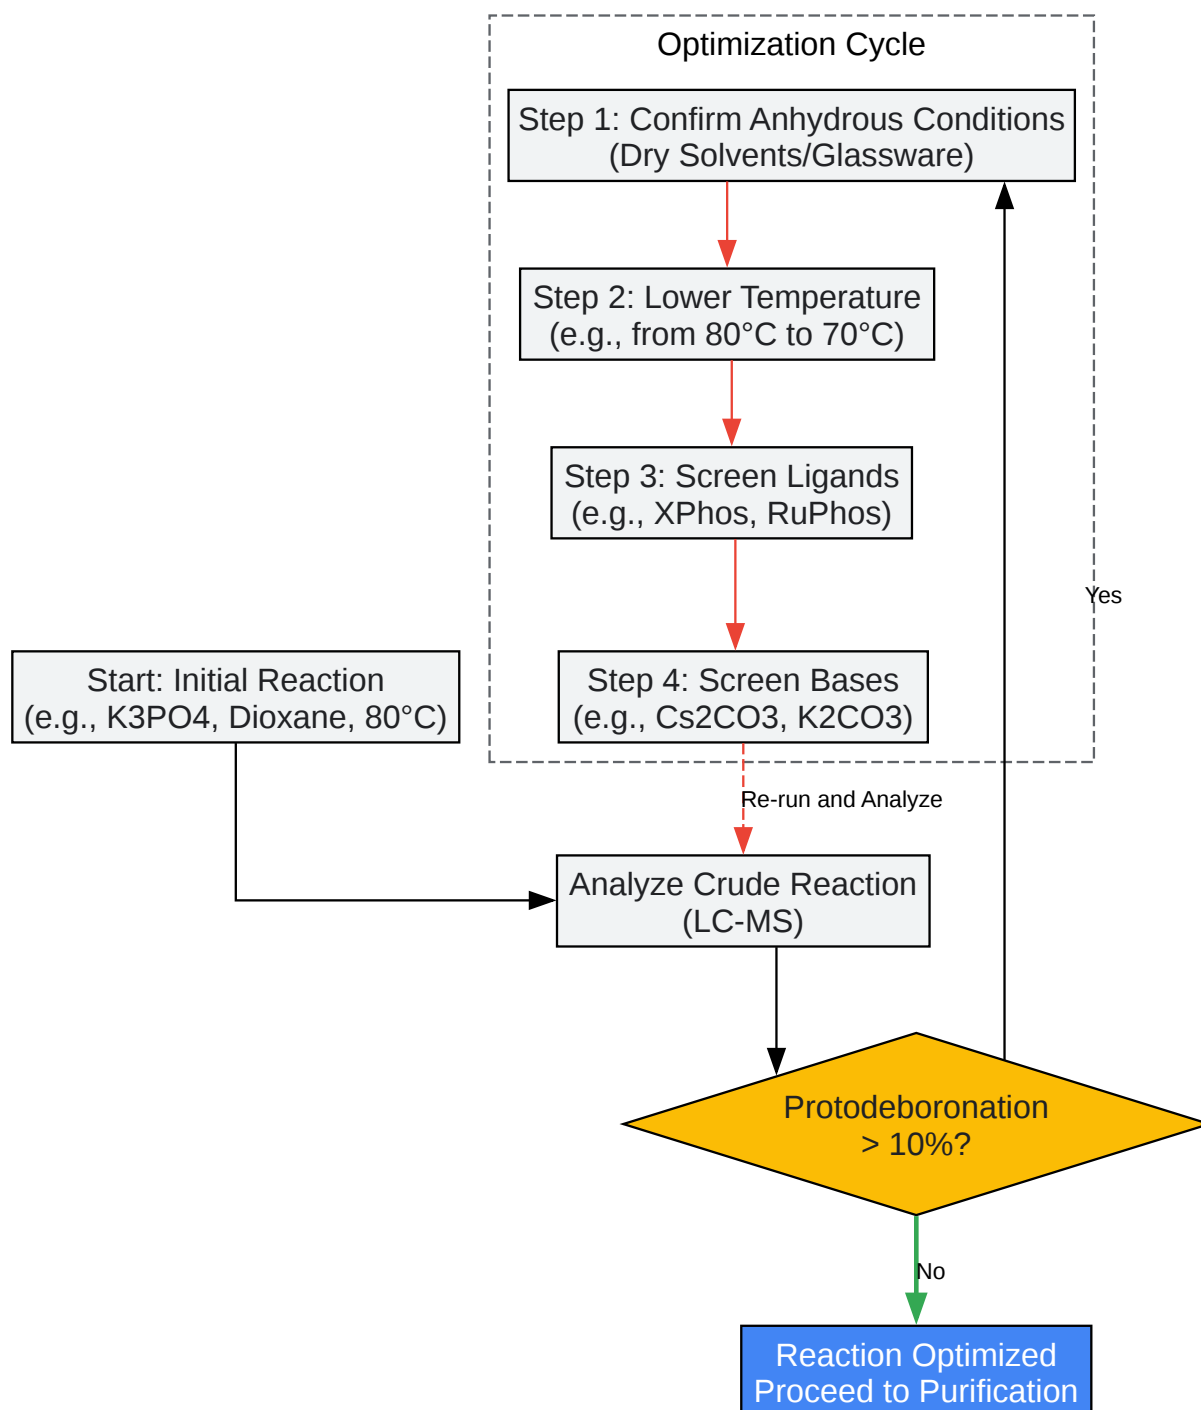 Optimization Cycle
Step 1: Confirm Anhydrous Conditions
(Dry Solvents/Glassware)
Step 2: Lower Temperature
(e.g., from 80°C to 70°C)
Step 3: Screen Ligands
(e.g., XPhos, RuPhos)
Yes
Start: Initial Reaction
(e.g., K3PO4, Dioxane, 80°C)
Step 4: Screen Bases
(e.g., Cs2CO3, K2CO3)
Re-run and Analyze
Analyze Crude Reaction
(LC-MS)
Protodeboronation
> 10%?
No
Reaction Optimized
Proceed to Purification